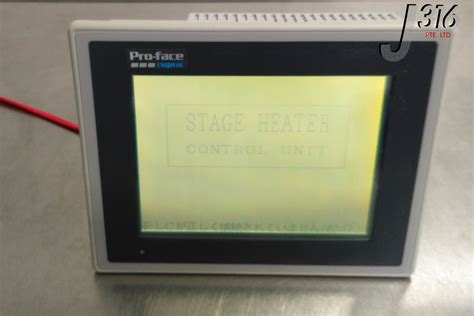 J316
PTE LTD
Pro-face
DIGITAL
STAGE HEATER
CONTROL UNIT